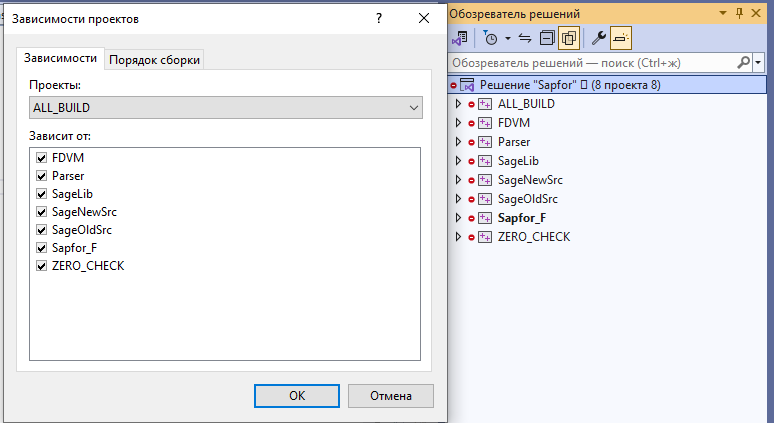 Зависимости проектов
?
Зависимости
Порядок сборки
Проекты:
ALL_BUILD
Зависит от:
FDVM
Parser
SageLib
SageNewSrc
SageOldSrc
Sapfor_F
ZERO_CHECK
OK
Отмена
Обозреватель решений
Обозреватель решений — поиск (Ctrl+ж)
Решение "Sapfor" (8 проекта 8)
ALL_BUILD
FDVM
Parser
SageLib
SageNewSrc
SageOldSrc
Sapfor_F
ZERO_CHECK